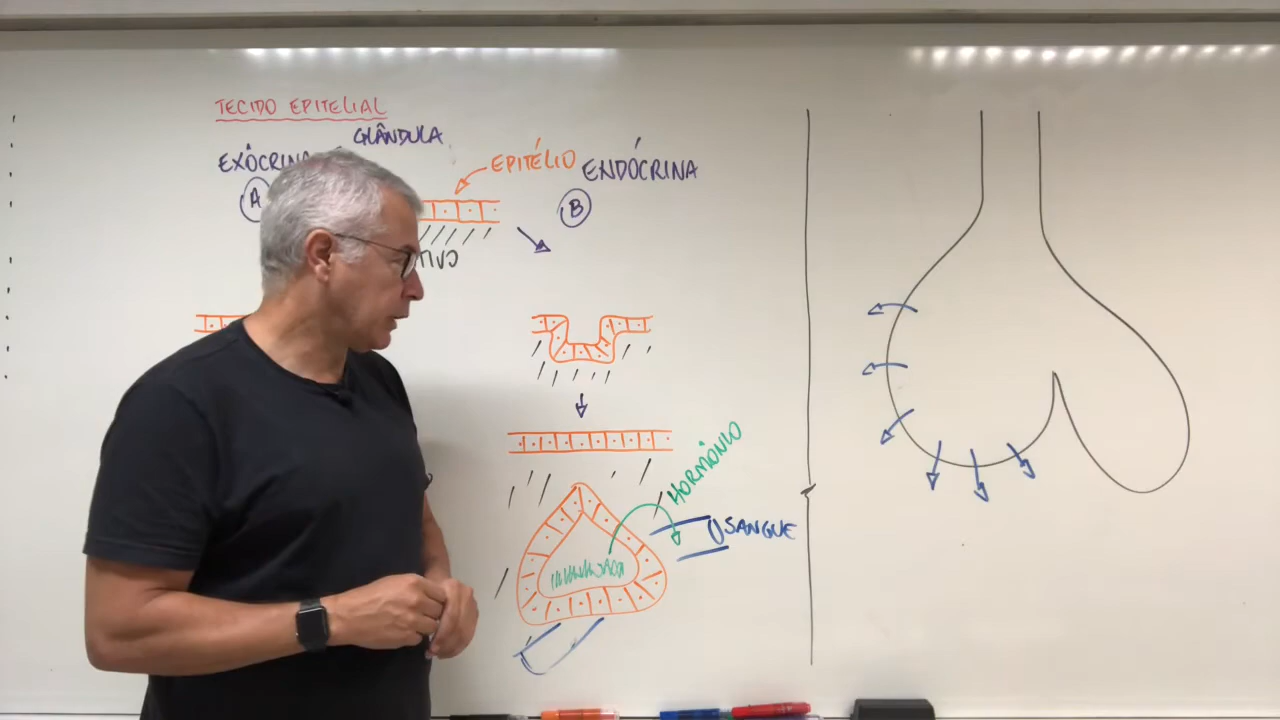 TECIDO EPITELIAL
GLÂNDULA
EXÓCRINA
EPITÉLIO
ENDÓCRINA
A
B
TIVO
HORMÔNIO
SANGUE